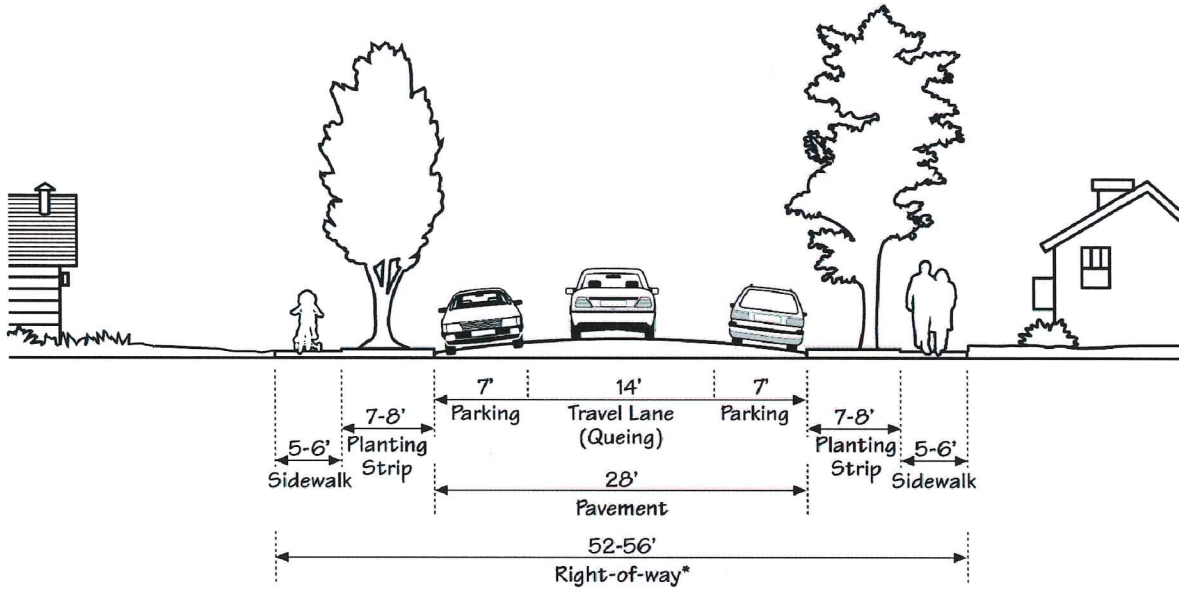 7' 14' 7'
Parking Travel Lane Parking
(Queing)
7-8' 7-8'
Planting Planting
Strip Strip
5-6' 5-6'
Sidewalk Sidewalk
28'
Pavement
52-56'
Right-of-way*